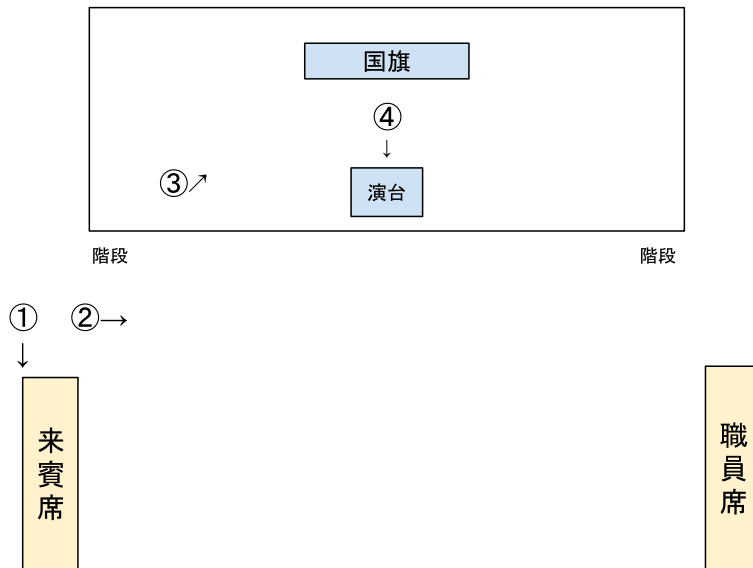 国旗
④
↓
③↗
演台
階段
階段
①
②→
↓
来賓席
職員席